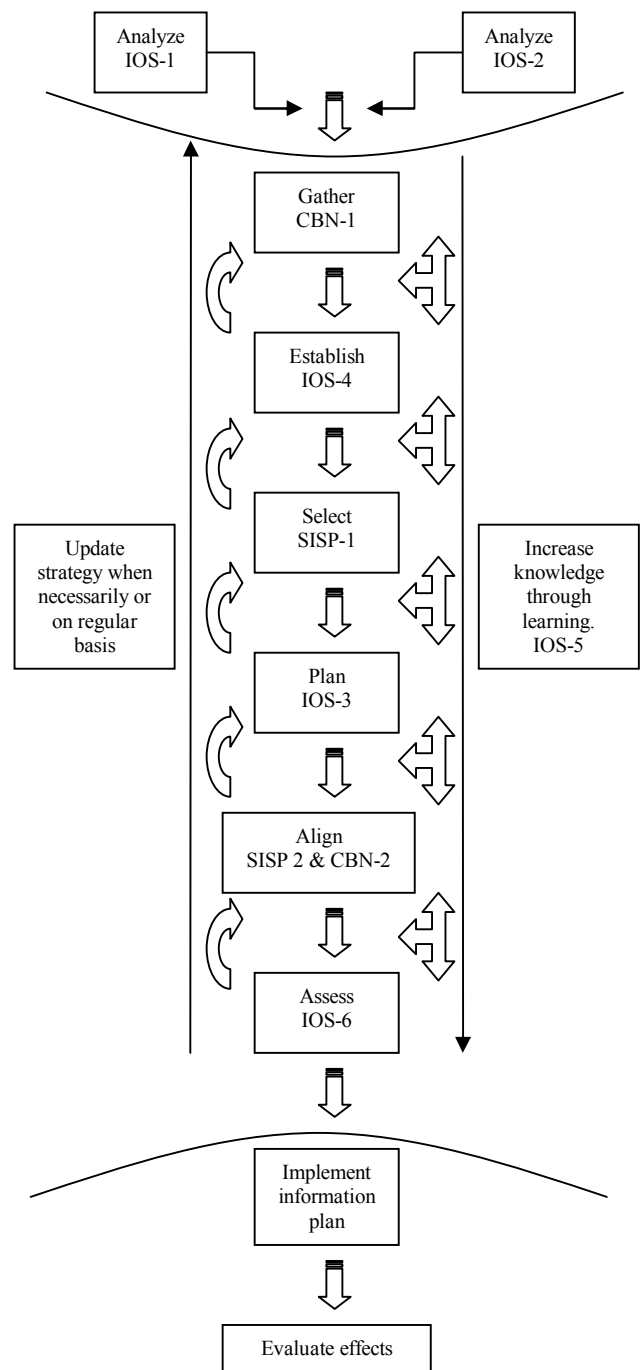 Analyze
IOS-1
Analyze
IOS-2
Gather
CBN-1
Establish
IOS-4
Select
SISP-1
Update
strategy when
necessarily or
on regular
basis
Increase
knowledge
through
learning.
IOS-5
Plan
IOS-3
Align
SISP 2 & CBN-2
Assess
IOS-6
Implement
information
plan
Evaluate effects